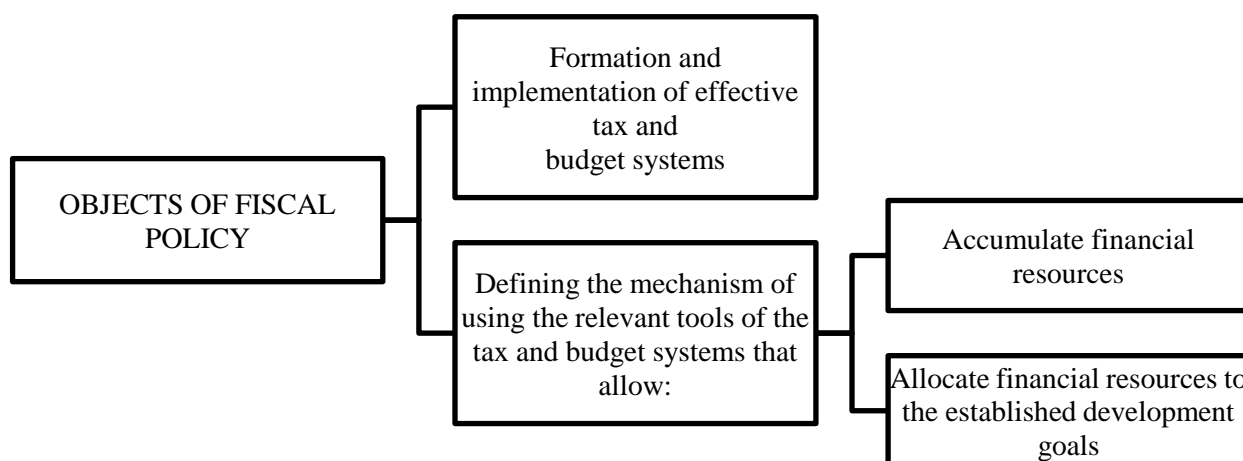 Formation and
implementation of effective
tax and
budget systems
OBJECTS OF FISCAL
POLICY
Defining the mechanism of
using the relevant tools of the
tax and budget systems that
allow:
Accumulate financial
resources
Allocate financial resources to
the established development
goals